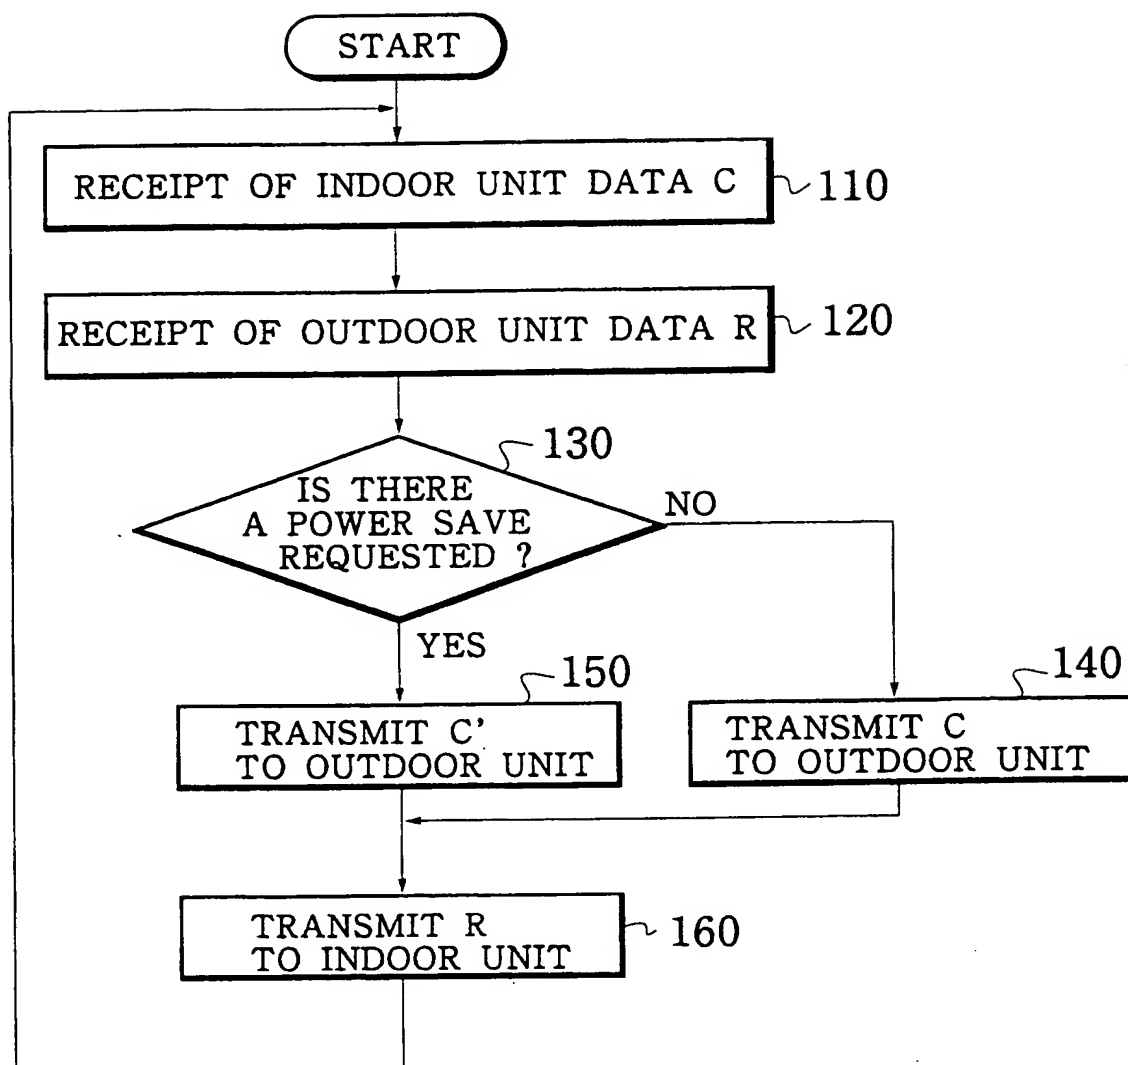 START
RECEIPT OF INDOOR UNIT DATA C
110
RECEIPT OF OUTDOOR UNIT DATA R
120
130
IS THERE
A POWER SAVE
REQUESTED ?
NO
YES
150
TRANSMIT C'
TO OUTDOOR UNIT
140
TRANSMIT C
TO OUTDOOR UNIT
TRANSMIT R
TO INDOOR UNIT
160